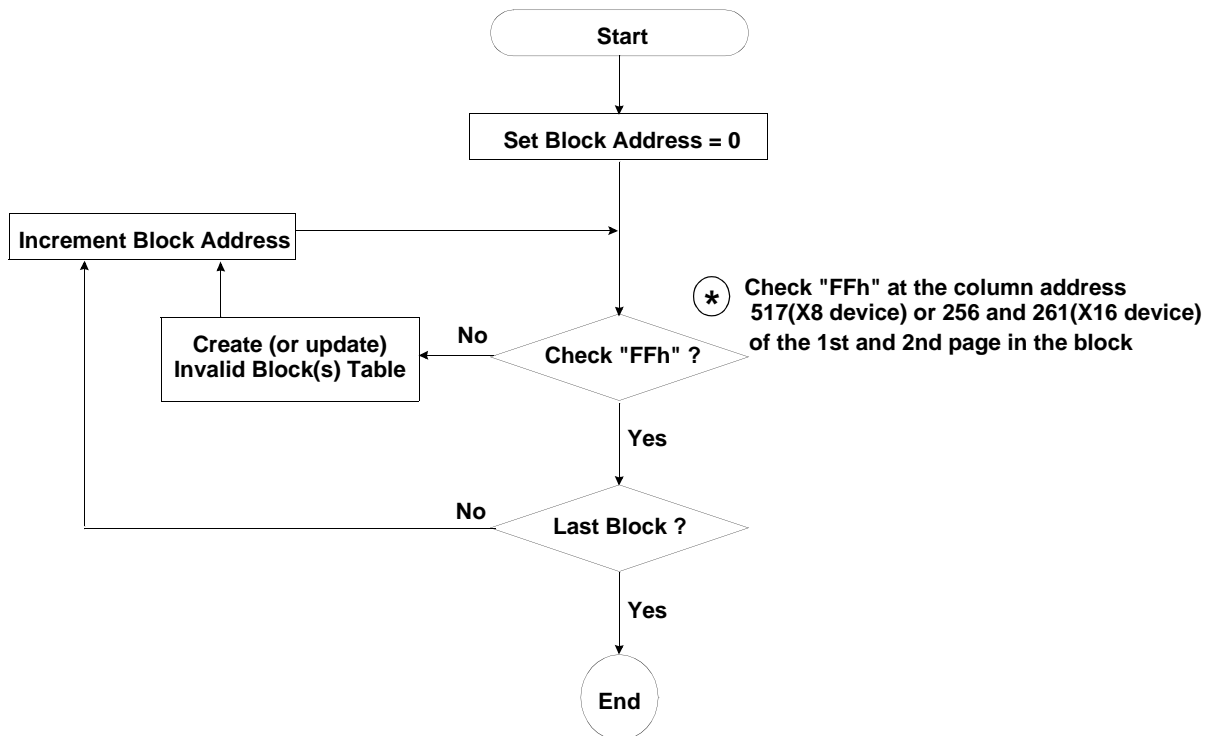 Start
Set Block Address = 0
Increment Block Address
* Check "FFh" at the column address
517(X8 device) or 256 and 261(X16 device)
of the 1st and 2nd page in the block
No
Create (or update)
Invalid Block(s) Table
Check "FFh" ?
Yes
No
Last Block ?
Yes
End